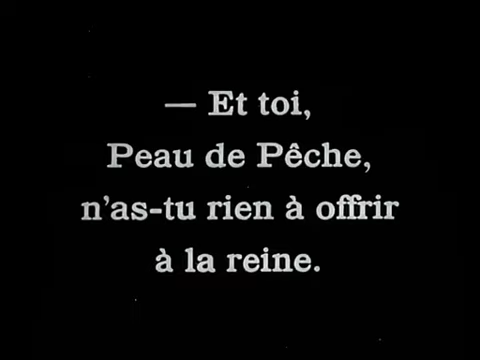 — Et toi,
Peau de Pêche,
n'as-tu rien à offrir
à la reine.